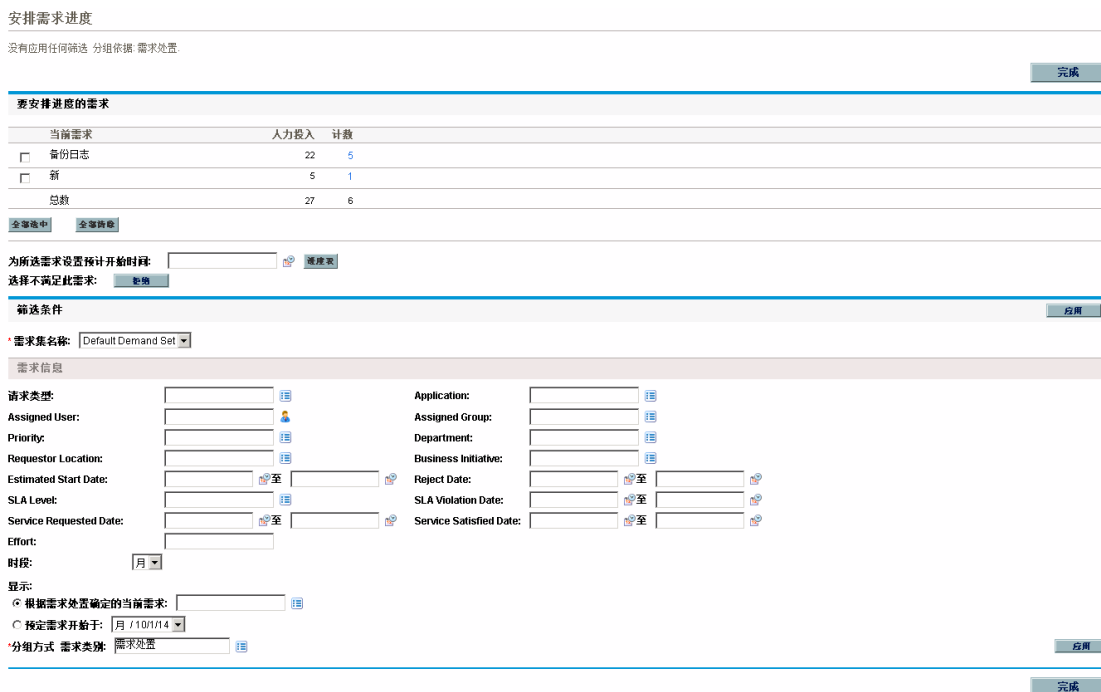 安排需求进度
没有应用任何筛选 分组依据: 需求处置.
完成
要安排进度的需求
当前需求 人力投入 计数
备份日志 22 5
新 5 1
总数 27 6
全部选中 全部清除
为所选需求设置预计开始时间: 进度表
选择不满足此需求: 拒绝
筛选条件 应用
*需求集名称: Default Demand Set
需求信息
请求类型: Application:
Assigned User: Assigned Group:
Priority: Department:
Requestor Location: Business Initiative:
Estimated Start Date: 至 Reject Date: 至
SLA Level: SLA Violation Date: 至
Service Requested Date: 至 Service Satisfied Date: 至
Effort:
时段: 月
显示:
根据需求处置确定的当前需求:
预定需求开始于: 月 / 10/1/14
*分组方式 需求类别: 需求处置 应用
完成